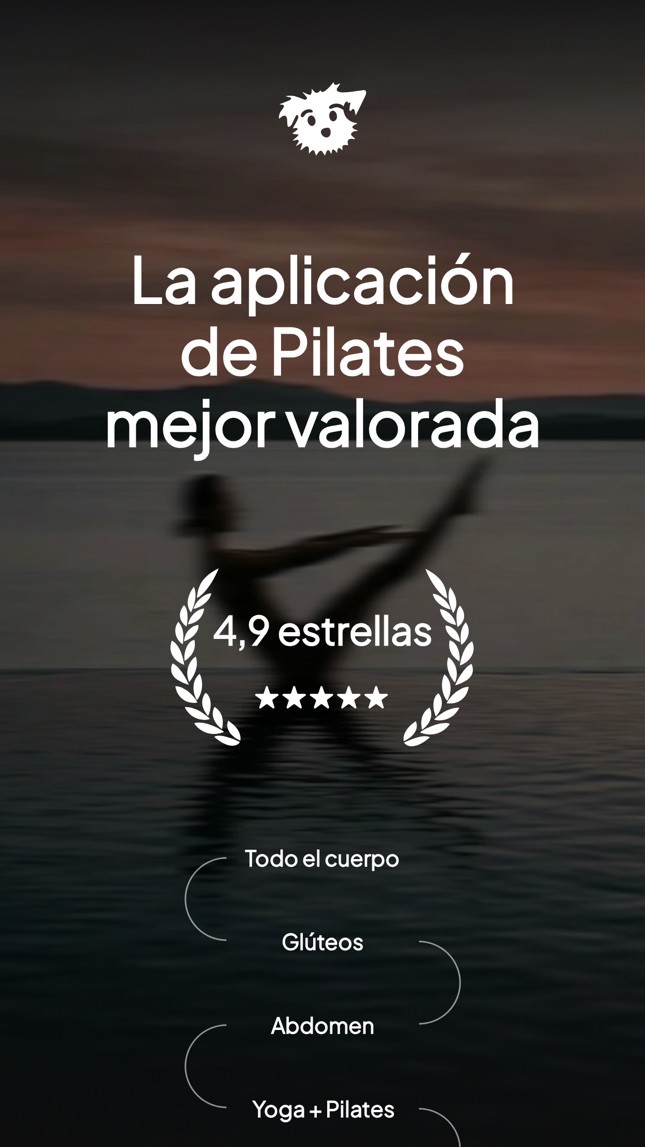 La aplicación
de Pilates
mejor valorada
4,9 estrellas
Todo el cuerpo
Glúteos
Abdomen
Yoga + Pilates